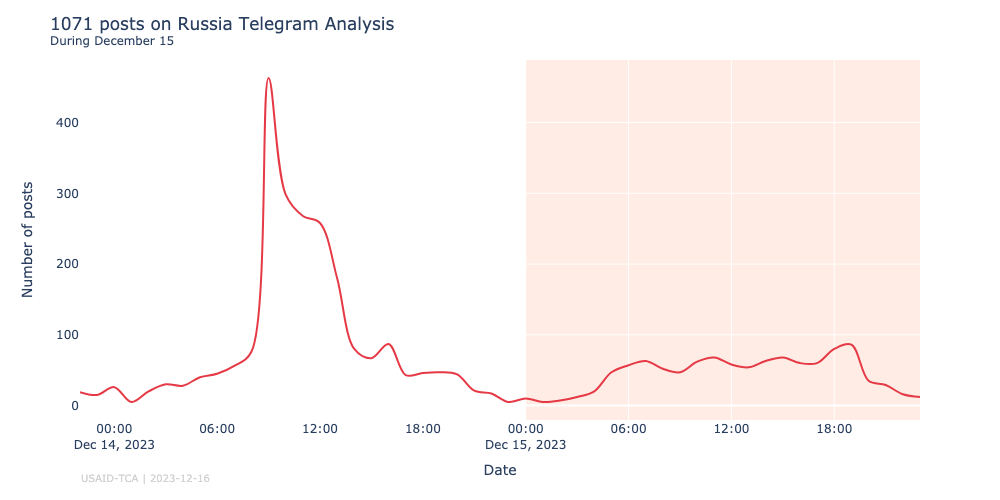 1071 posts on Russia Telegram Analysis
During December 15
Number of posts
400
300
200
100
0
00:00 06:00 12:00 18:00 00:00 06:00 12:00 18:00
Dec 14, 2023 Dec 15, 2023
Date
USAID-TCA | 2023-12-16